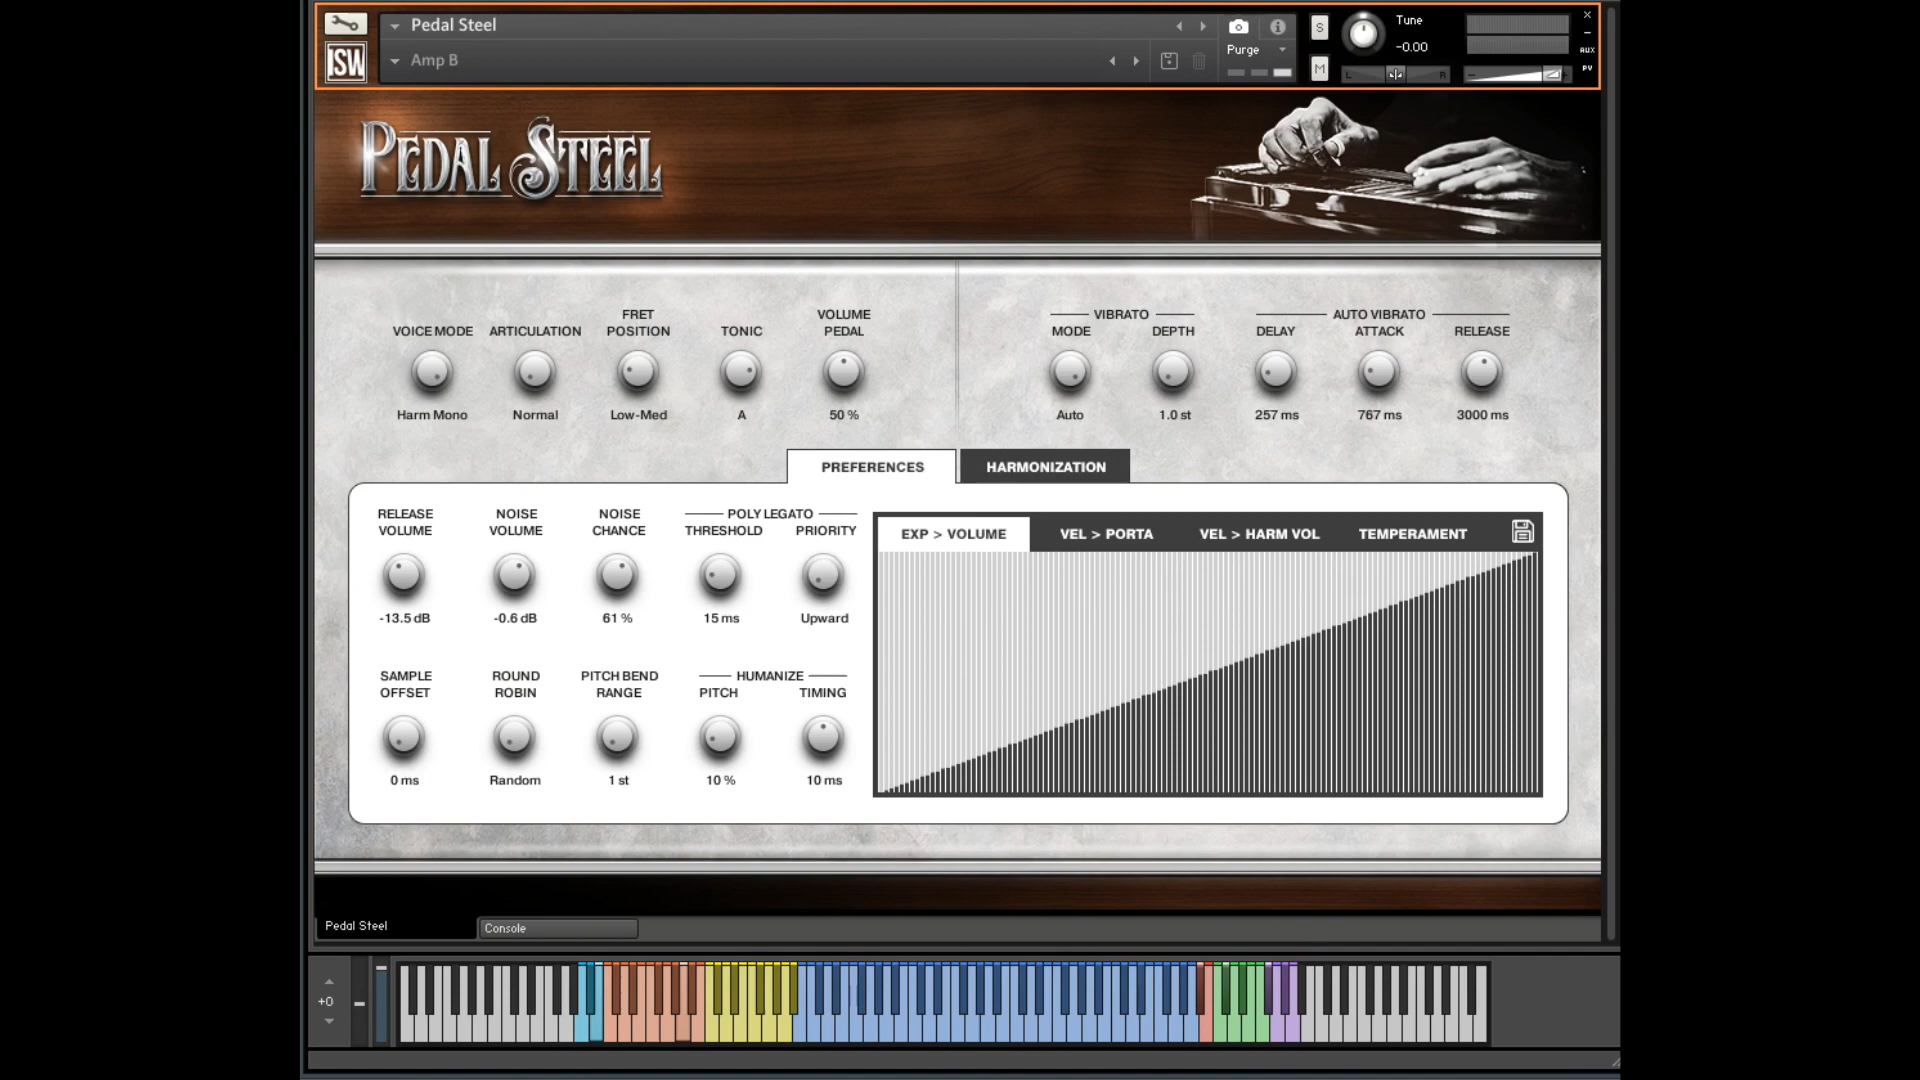 Pedal Steel
Amp B
ISW
Purge
S
M
Tune
-0.00
L R
×
AUX
PV
PEDAL STEEL
VOICE MODE ARTICULATION FRET POSITION TONIC VOLUME PEDAL
Harm Mono Normal Low-Med A 50 %
VIBRATO
MODE DEPTH
Auto 1.0 st
AUTO VIBRATO
DELAY ATTACK RELEASE
257 ms 767 ms 3000 ms
PREFERENCES HARMONIZATION
RELEASE VOLUME NOISE VOLUME NOISE CHANCE
POLY LEGATO
THRESHOLD PRIORITY
-13.5 dB -0.6 dB 61 % 15 ms Upward
SAMPLE OFFSET ROUND ROBIN PITCH BEND RANGE
HUMANIZE
PITCH TIMING
0 ms Random 1 st 10 % 10 ms
EXP > VOLUME VEL > PORTA VEL > HARM VOL TEMPERAMENT
Pedal Steel Console
+0